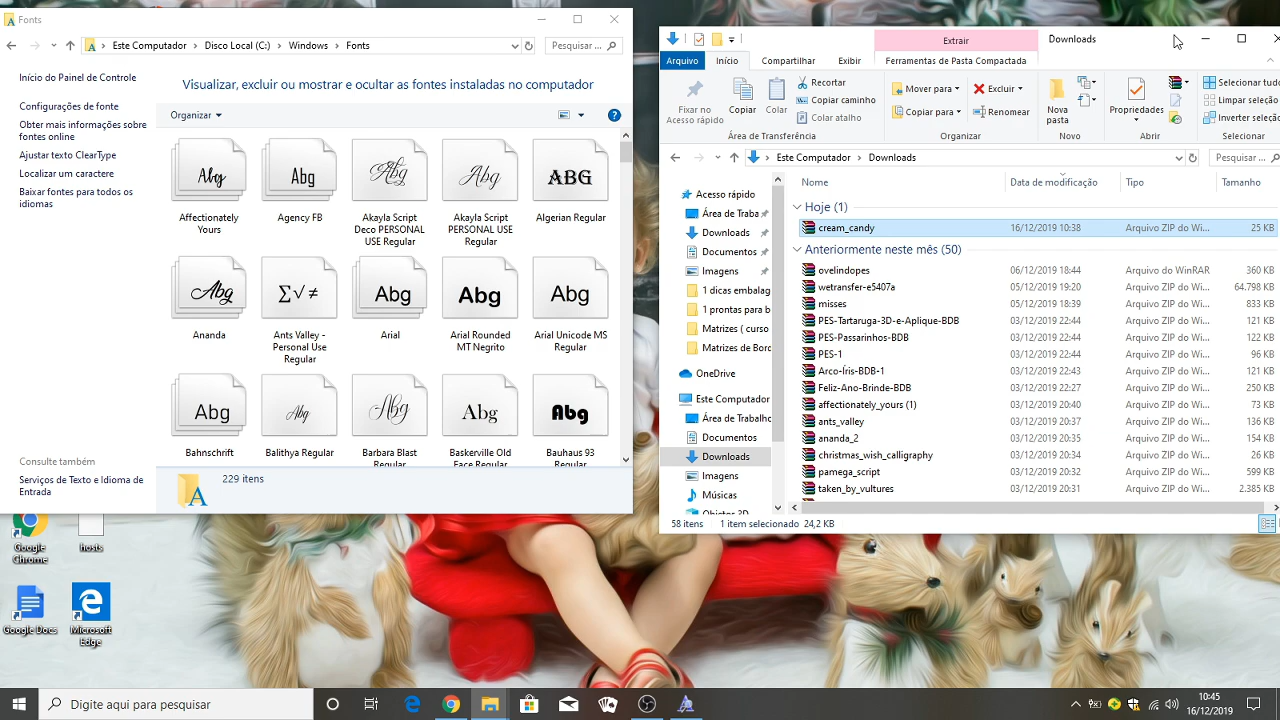 Fonts
Este Computador > Disco Local (C:) > Windows > Fonts
Pesquisar ...
Início do Painel de Controle
Configurações de fonte
Obter mais informações sobre
fontes online
Ajustar texto ClearType
Localizar um caractere
Baixar fontes para todos os
idiomas
Consulte também
Serviços de Texto e Idioma de
Entrada
Visualizar, excluir ou mostrar e ocultar as fontes instaladas no computador
Organizar
Abg Abg Abg Abg ABG
Affectionately
Yours
Agency FB
Akayla Script
Deco PERSONAL
USE Regular
Akayla Script
PERSONAL USE
Regular
Algerian Regular
Abg ∑√ ≠ Abg Abg Abg
Ananda
Ants Valley -
Personal Use
Regular
Arial
Arial Rounded
MT Negrito
Arial Unicode MS
Regular
Abg Abg Abg Abg Abg
Bahnschrift
Balithya Regular
Barbara Blast
Regular
Baskerville Old
Face Regular
Bauhaus 93
Regular
229 itens
Extrair
Downloads
Arquivo
Início
Compartilhar
Exibir
Ferramentas de Pasta Compactada
Fixar no
Acesso rápido
Copiar
Colar
Recortar
Copiar caminho
Colar atalho
Área de Transferência
Mover para
Copiar para
Excluir
Renomear
Organizar
Nova
pasta
Novo
Propriedades
Abrir
Selecionar tu
Limpar seleção
Inverter seleçã
Selecionar
Este Computador > Downloads
Pesquisar ...
Acesso rápido
Área de Traba
Downloads
Documentos
Imagens
1 dicas embalag
1 prontas para b
Matrizes ( curso
Matrizes de Bord
OneDrive
Este Computador
Área de Trabalho
Documentos
Downloads
Imagens
Músicas
Objetos 3D
Nome Data de modificação Tipo Tamanho
Hoje (1)
cream_candy 16/12/2019 10:38 Arquivo ZIP do Wi... 25 KB
Anteriormente neste mês (50)
ovelindopes 06/12/2019 Arquivo do WinRAR 360 KB
wetransfer-e5407a 05/12/2019 Arquivo ZIP do Wi... 64.798 KB
misses 05/12/2019 18:39 Arquivo ZIP do Wi... 833 KB
PES-Tartaruga-3D-e-Aplique-BDB 03/12/2019 22:44 Arquivo ZIP do Wi... 121 KB
PES-Passarinhos-BDB 03/12/2019 22:44 Arquivo ZIP do Wi... 122 KB
PES-1 03/12/2019 22:44 Arquivo ZIP do Wi... 96 KB
Arco-Íris-BDB-1 03/12/2019 22:43 Arquivo ZIP do Wi... 121 KB
Feliz-Ano-Brinde-BDB 03/12/2019 22:27 Arquivo ZIP do Wi... 250 KB
affectionately_yours (1) 03/12/2019 20:40 Arquivo ZIP do Wi... 73 KB
ants_valley 03/12/2019 20:37 Arquivo ZIP do Wi... 136 KB
ananda_2 03/12/2019 Arquivo ZIP do Wi... 154 KB
christmas_wish_calligraphy 03/12/2019 20:34 Arquivo ZIP do Wi... 26 KB
pamega_script 03/12/2019 20:32 Arquivo ZIP do Wi... 599 KB
taken_by_vultures 03/12/2019 20:31 Arquivo ZIP do Wi... 2.385 KB
58 itens 1 item selecionado 24,2 KB
Google
Chrome
hosts
Google Docs
Microsoft
Edge
Digite aqui para pesquisar
10:45
16/12/2019